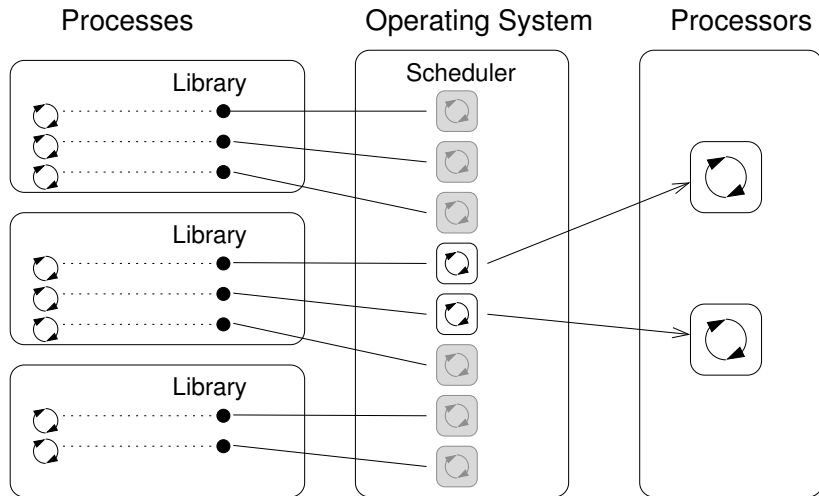 Processes
Operating System
Processors
Library
Scheduler
Library
Library